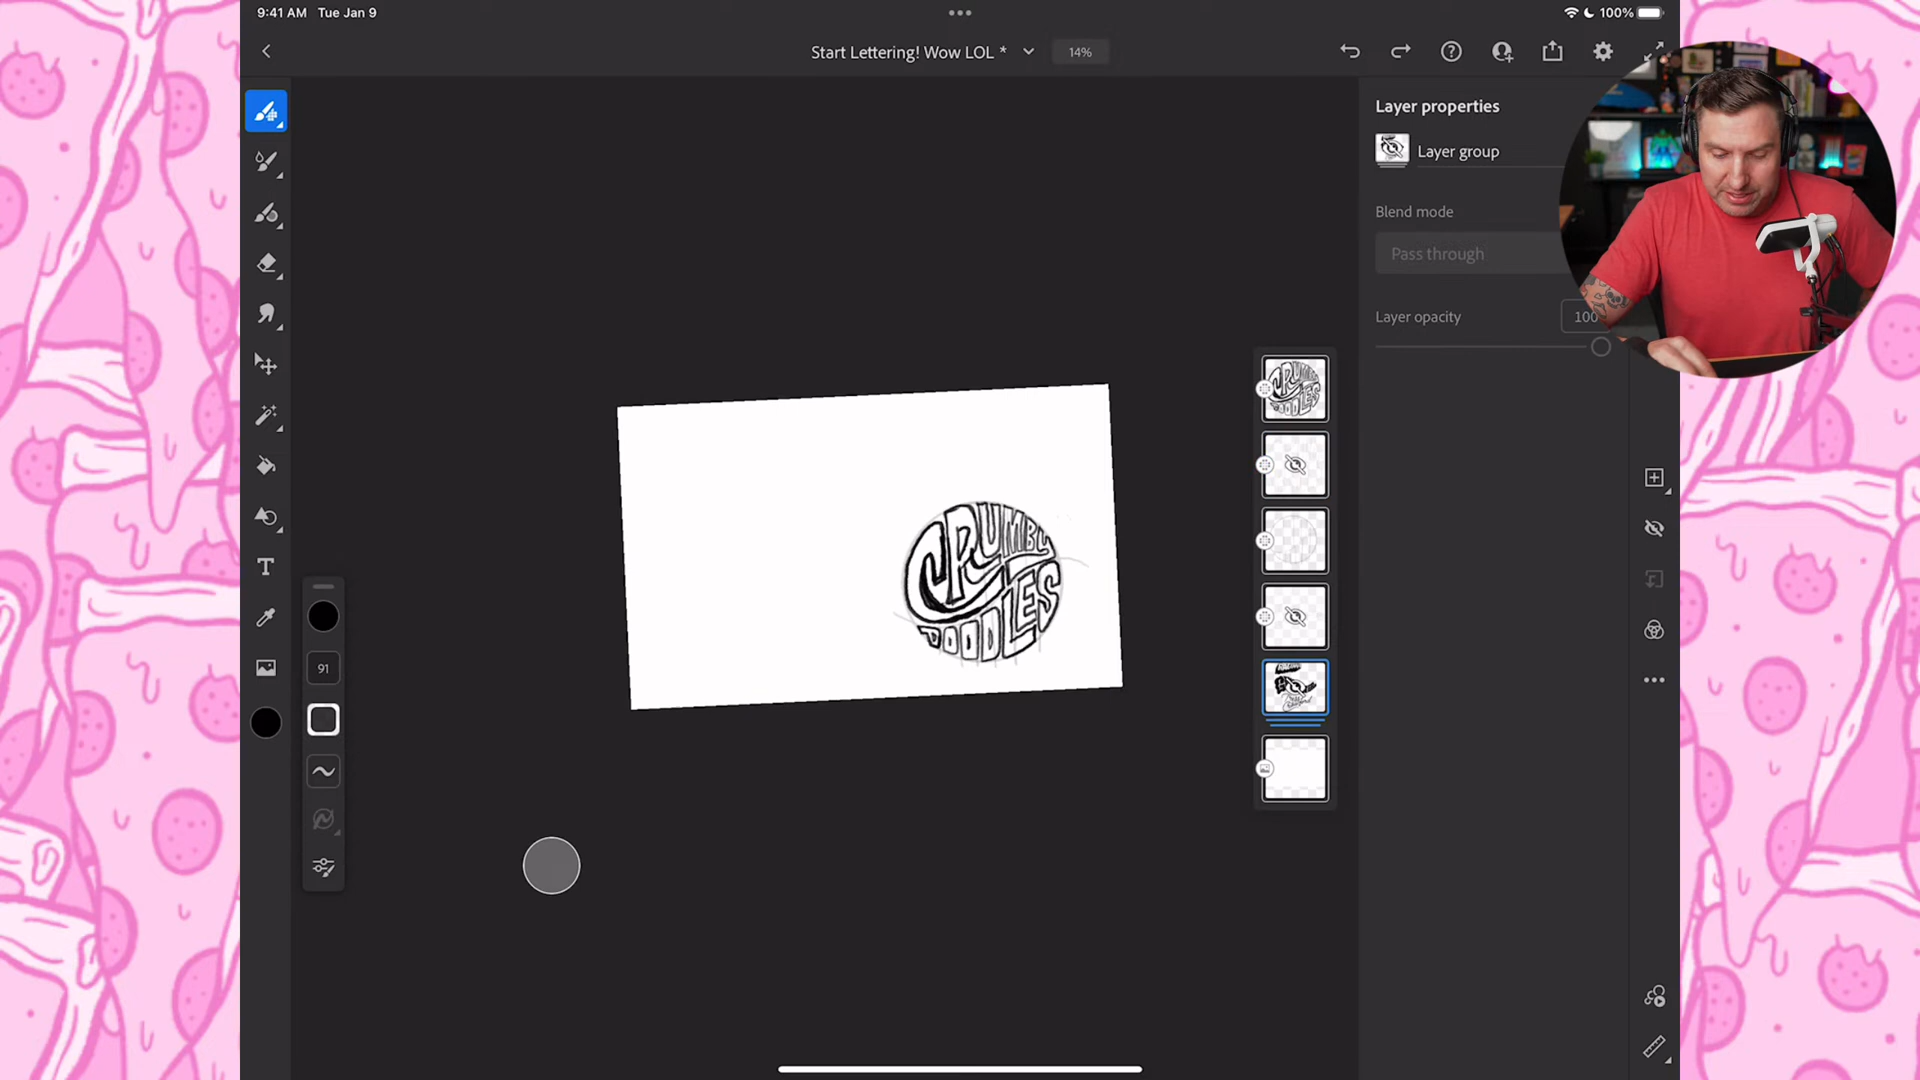 9:41 AM Tue Jan 9
100%
Start Lettering! Wow LOL *
14%
Layer properties
Layer group
Blend mode
Pass through
Layer opacity
100
91
CRUMBLY
DOODLES